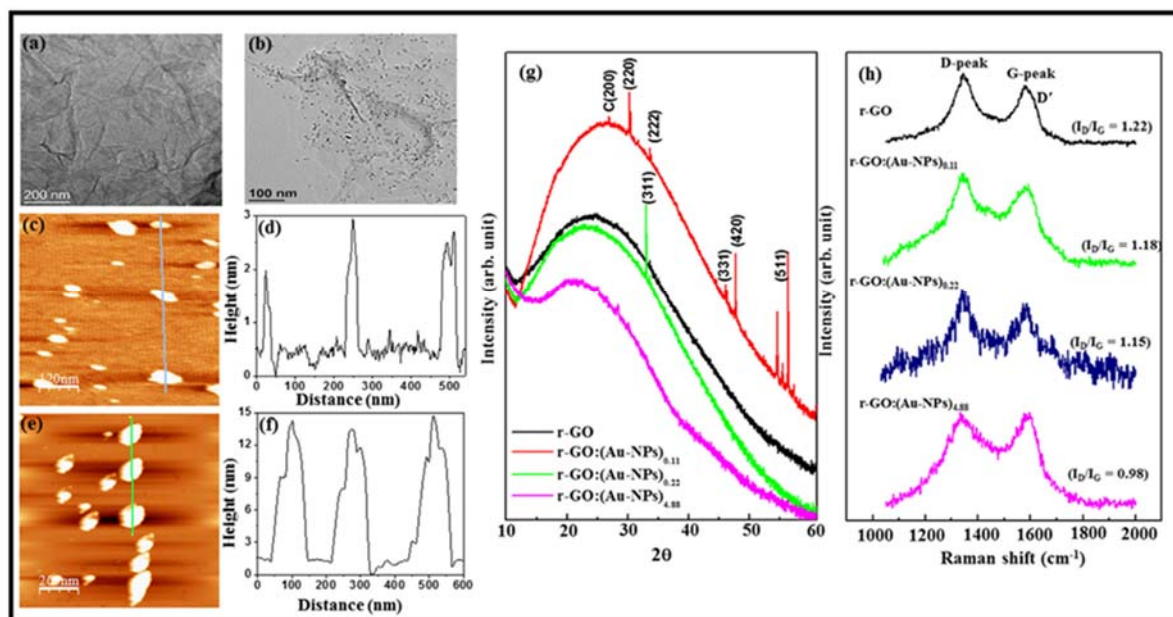 (a)
200 nm
(b)
100 nm
(c)
120nm
(d)
Height (nm)
3
2
1
0
0 100 200 300 400 500
Distance (nm)
(e)
20 nm
(f)
Height (nm)
15
12
9
6
3
0
0 100 200 300 400 500 600
Distance (nm)
(g)
Intensity (arb. unit)
C(200)
(220)
(222)
(311)
(331)
(420)
(511)
r-GO
r-GO:(Au-NPs)0.11
r-GO:(Au-NPs)0.22
r-GO:(Au-NPs)4.88
10 20 30 40 50 60
2Θ
(h)
Intensity (arb. unit)
D-peak
G-peak
D'
r-GO
(ID/IG = 1.22)
r-GO:(Au-NPs)0.11
(ID/IG = 1.18)
r-GO:(Au-NPs)0.22
(ID/IG = 1.15)
r-GO:(Au-NPs)4.88
(ID/IG = 0.98)
1000 1200 1400 1600 1800 2000
Raman shift (cm-1)